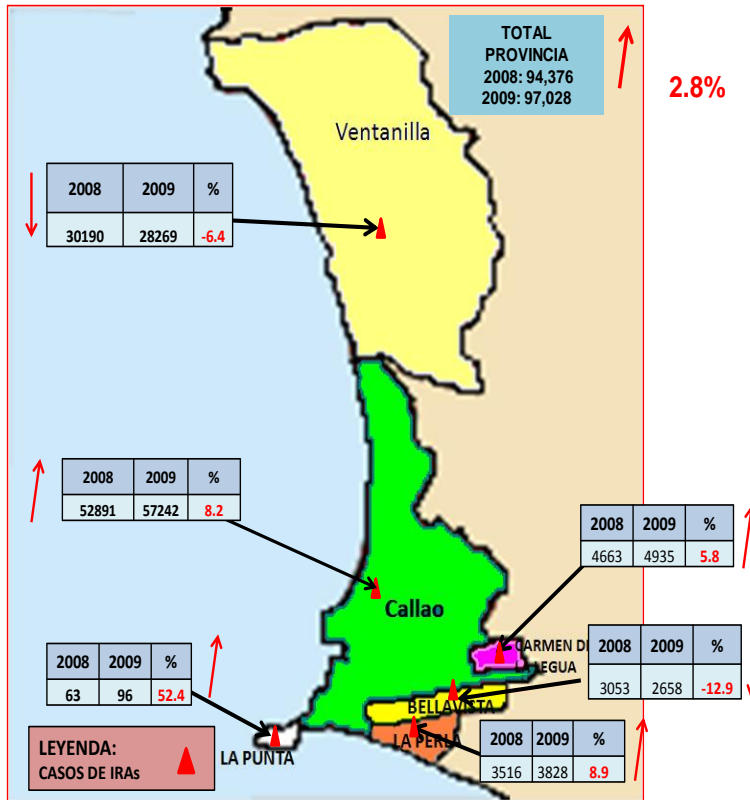 TOTAL
PROVINCIA
2008: 94,376
2009: 97,028
2.8%
Ventanilla
2008 2009 %
30190 28269 -6.4
2008 2009 %
52891 57242 8.2
Callao
2008 2009 %
4663 4935 5.8
CARMEN DE
LA LEGUA
2008 2009 %
3053 2658 -12.9
2008 2009 %
63 96 52.4
BELLAVISTA
LA PERLA
2008 2009 %
3516 3828 8.9
LA PUNTA
LEYENDA:
CASOS DE IRAs